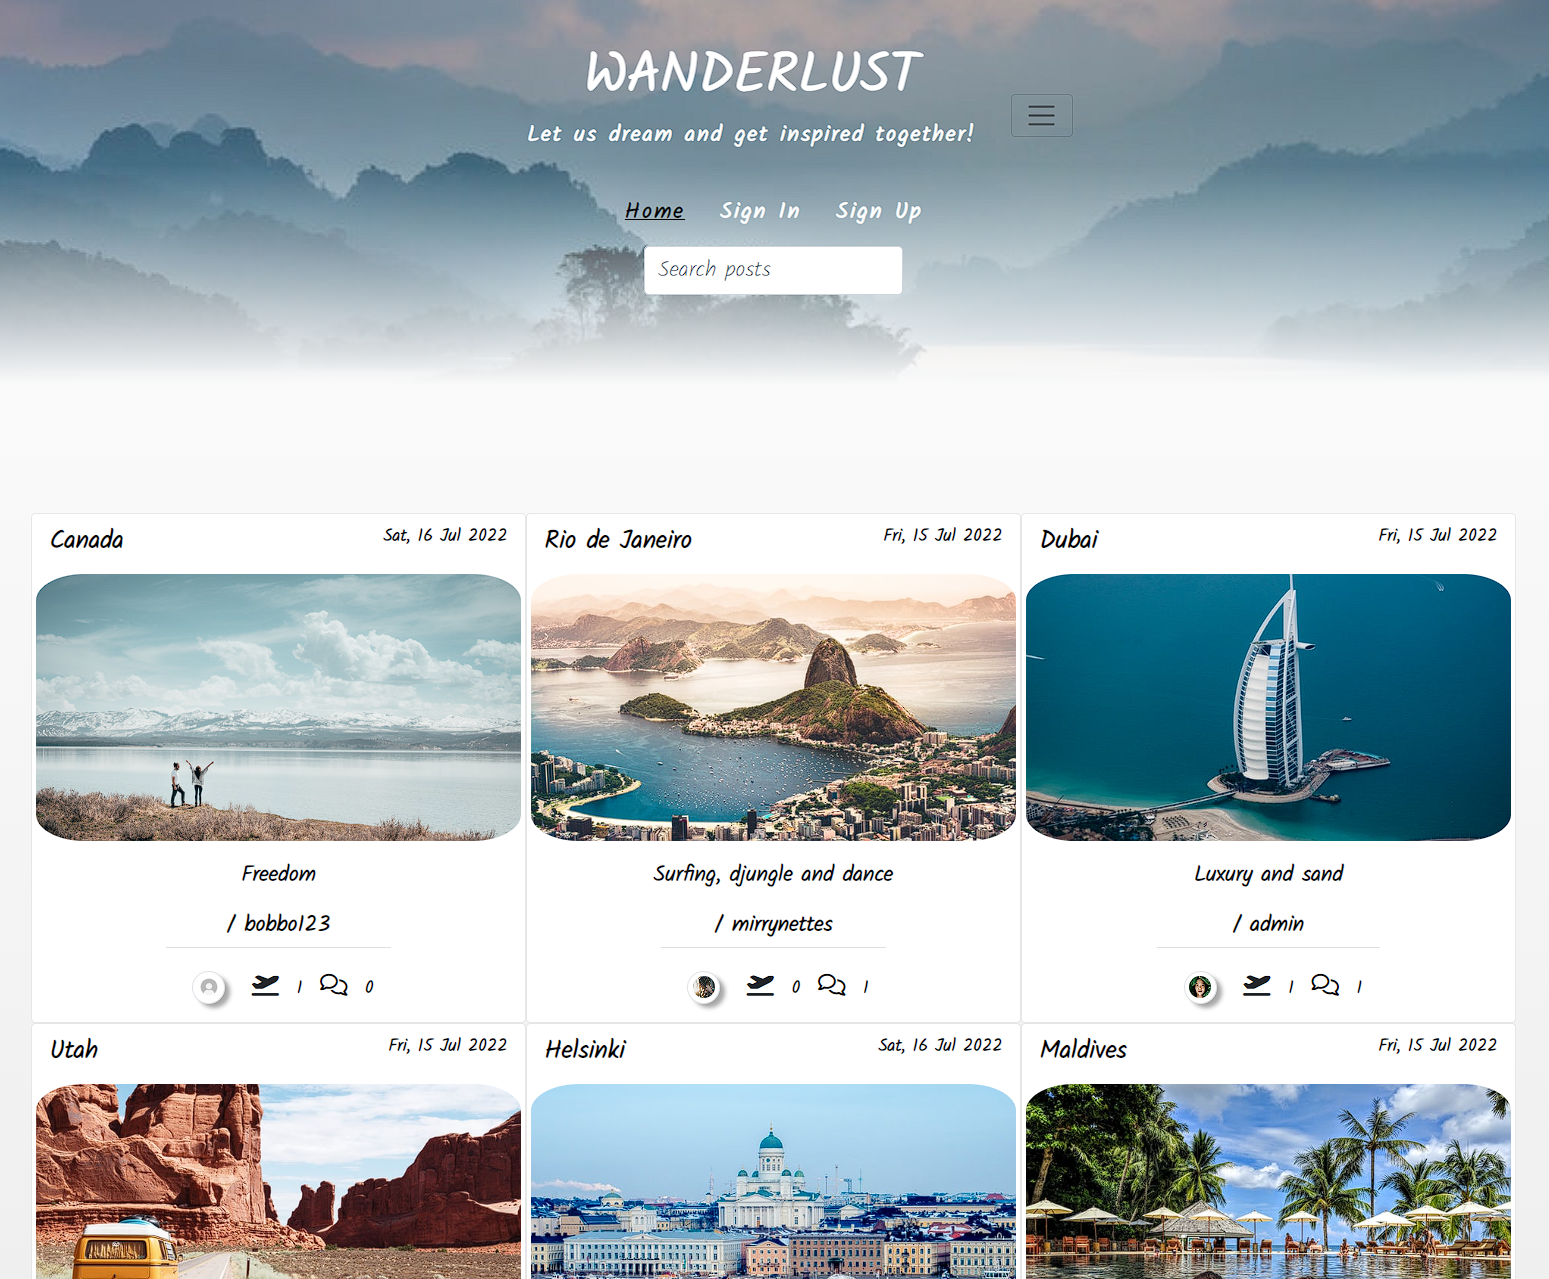 WANDERLUST
Let us dream and get inspired together!
Home Sign In Sign Up
Search posts
Canada Sat, 16 Jul 2022
Freedom
/ bobbo123
1 0
Rio de Janeiro Fri, 15 Jul 2022
Surfing, djungle and dance
/ mirrynettes
0 1
Dubai Fri, 15 Jul 2022
Luxury and sand
/ admin
1 1
Utah Fri, 15 Jul 2022
Helsinki Sat, 16 Jul 2022
Maldives Fri, 15 Jul 2022